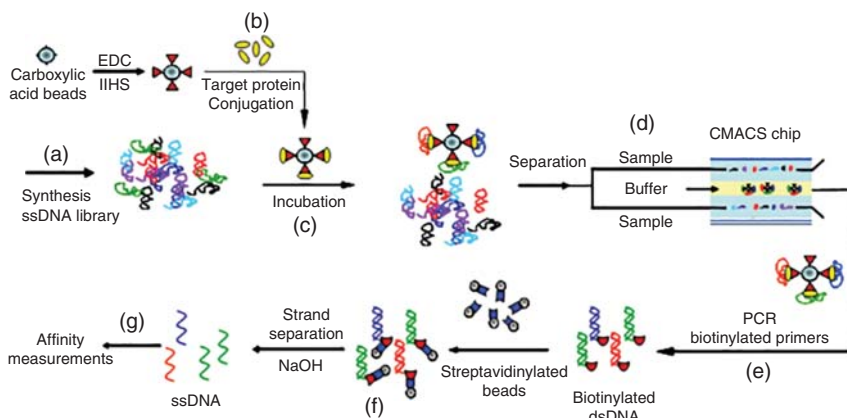 (b)
EDC
IIHS
Carboxylic
acid beads
Target protein
Conjugation
(a)
Synthesis
ssDNA library
Incubation
(c)
Separation
(d)
CMACS chip
Sample
Buffer
Sample
PCR
biotinylated primers
(e)
Biotinylated
dsDNA
Streptavidinylated
beads
(f)
Strand
separation
NaOH
ssDNA
(g)
Affinity
measurements